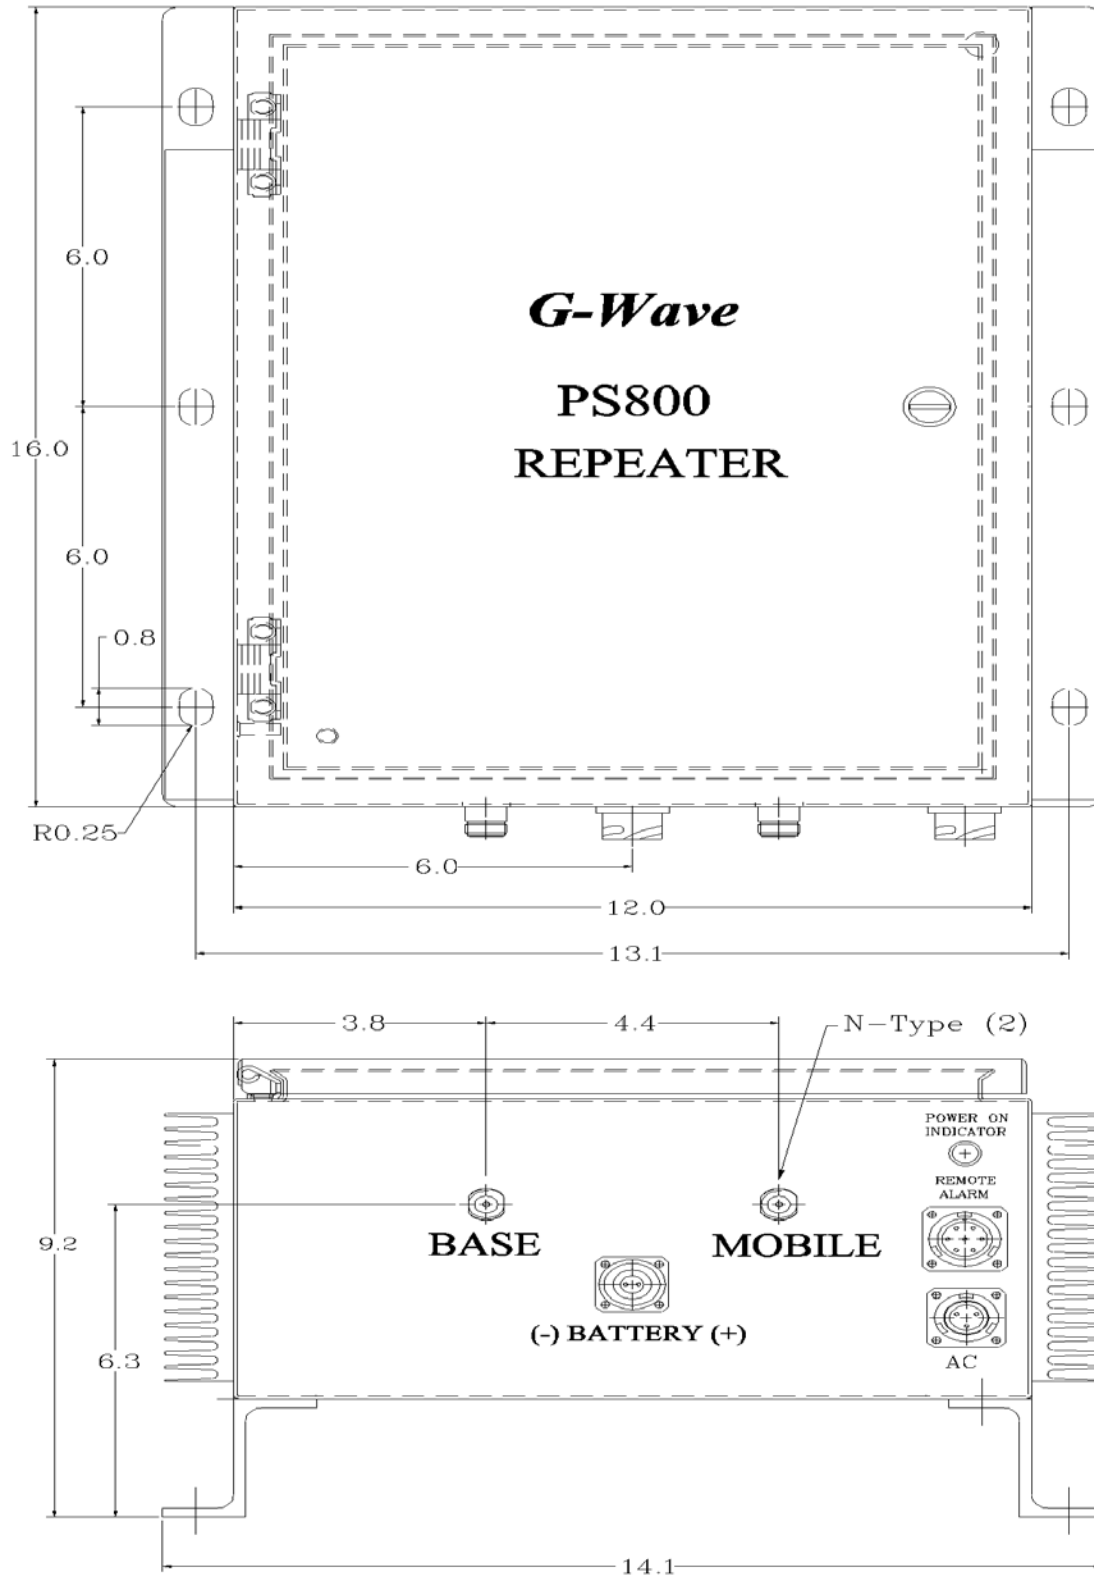 6.0
G-Wave
PS800
16.0
REPEATER
6.0
0.8
R0.25
6.0
12.0
13.1
3.8
4.4
N-Type (2)
POWER ON
INDICATOR
REMOTE
ALARM
9.2
BASE
MOBILE
(-) BATTERY (+)
6.3
AC
14.1